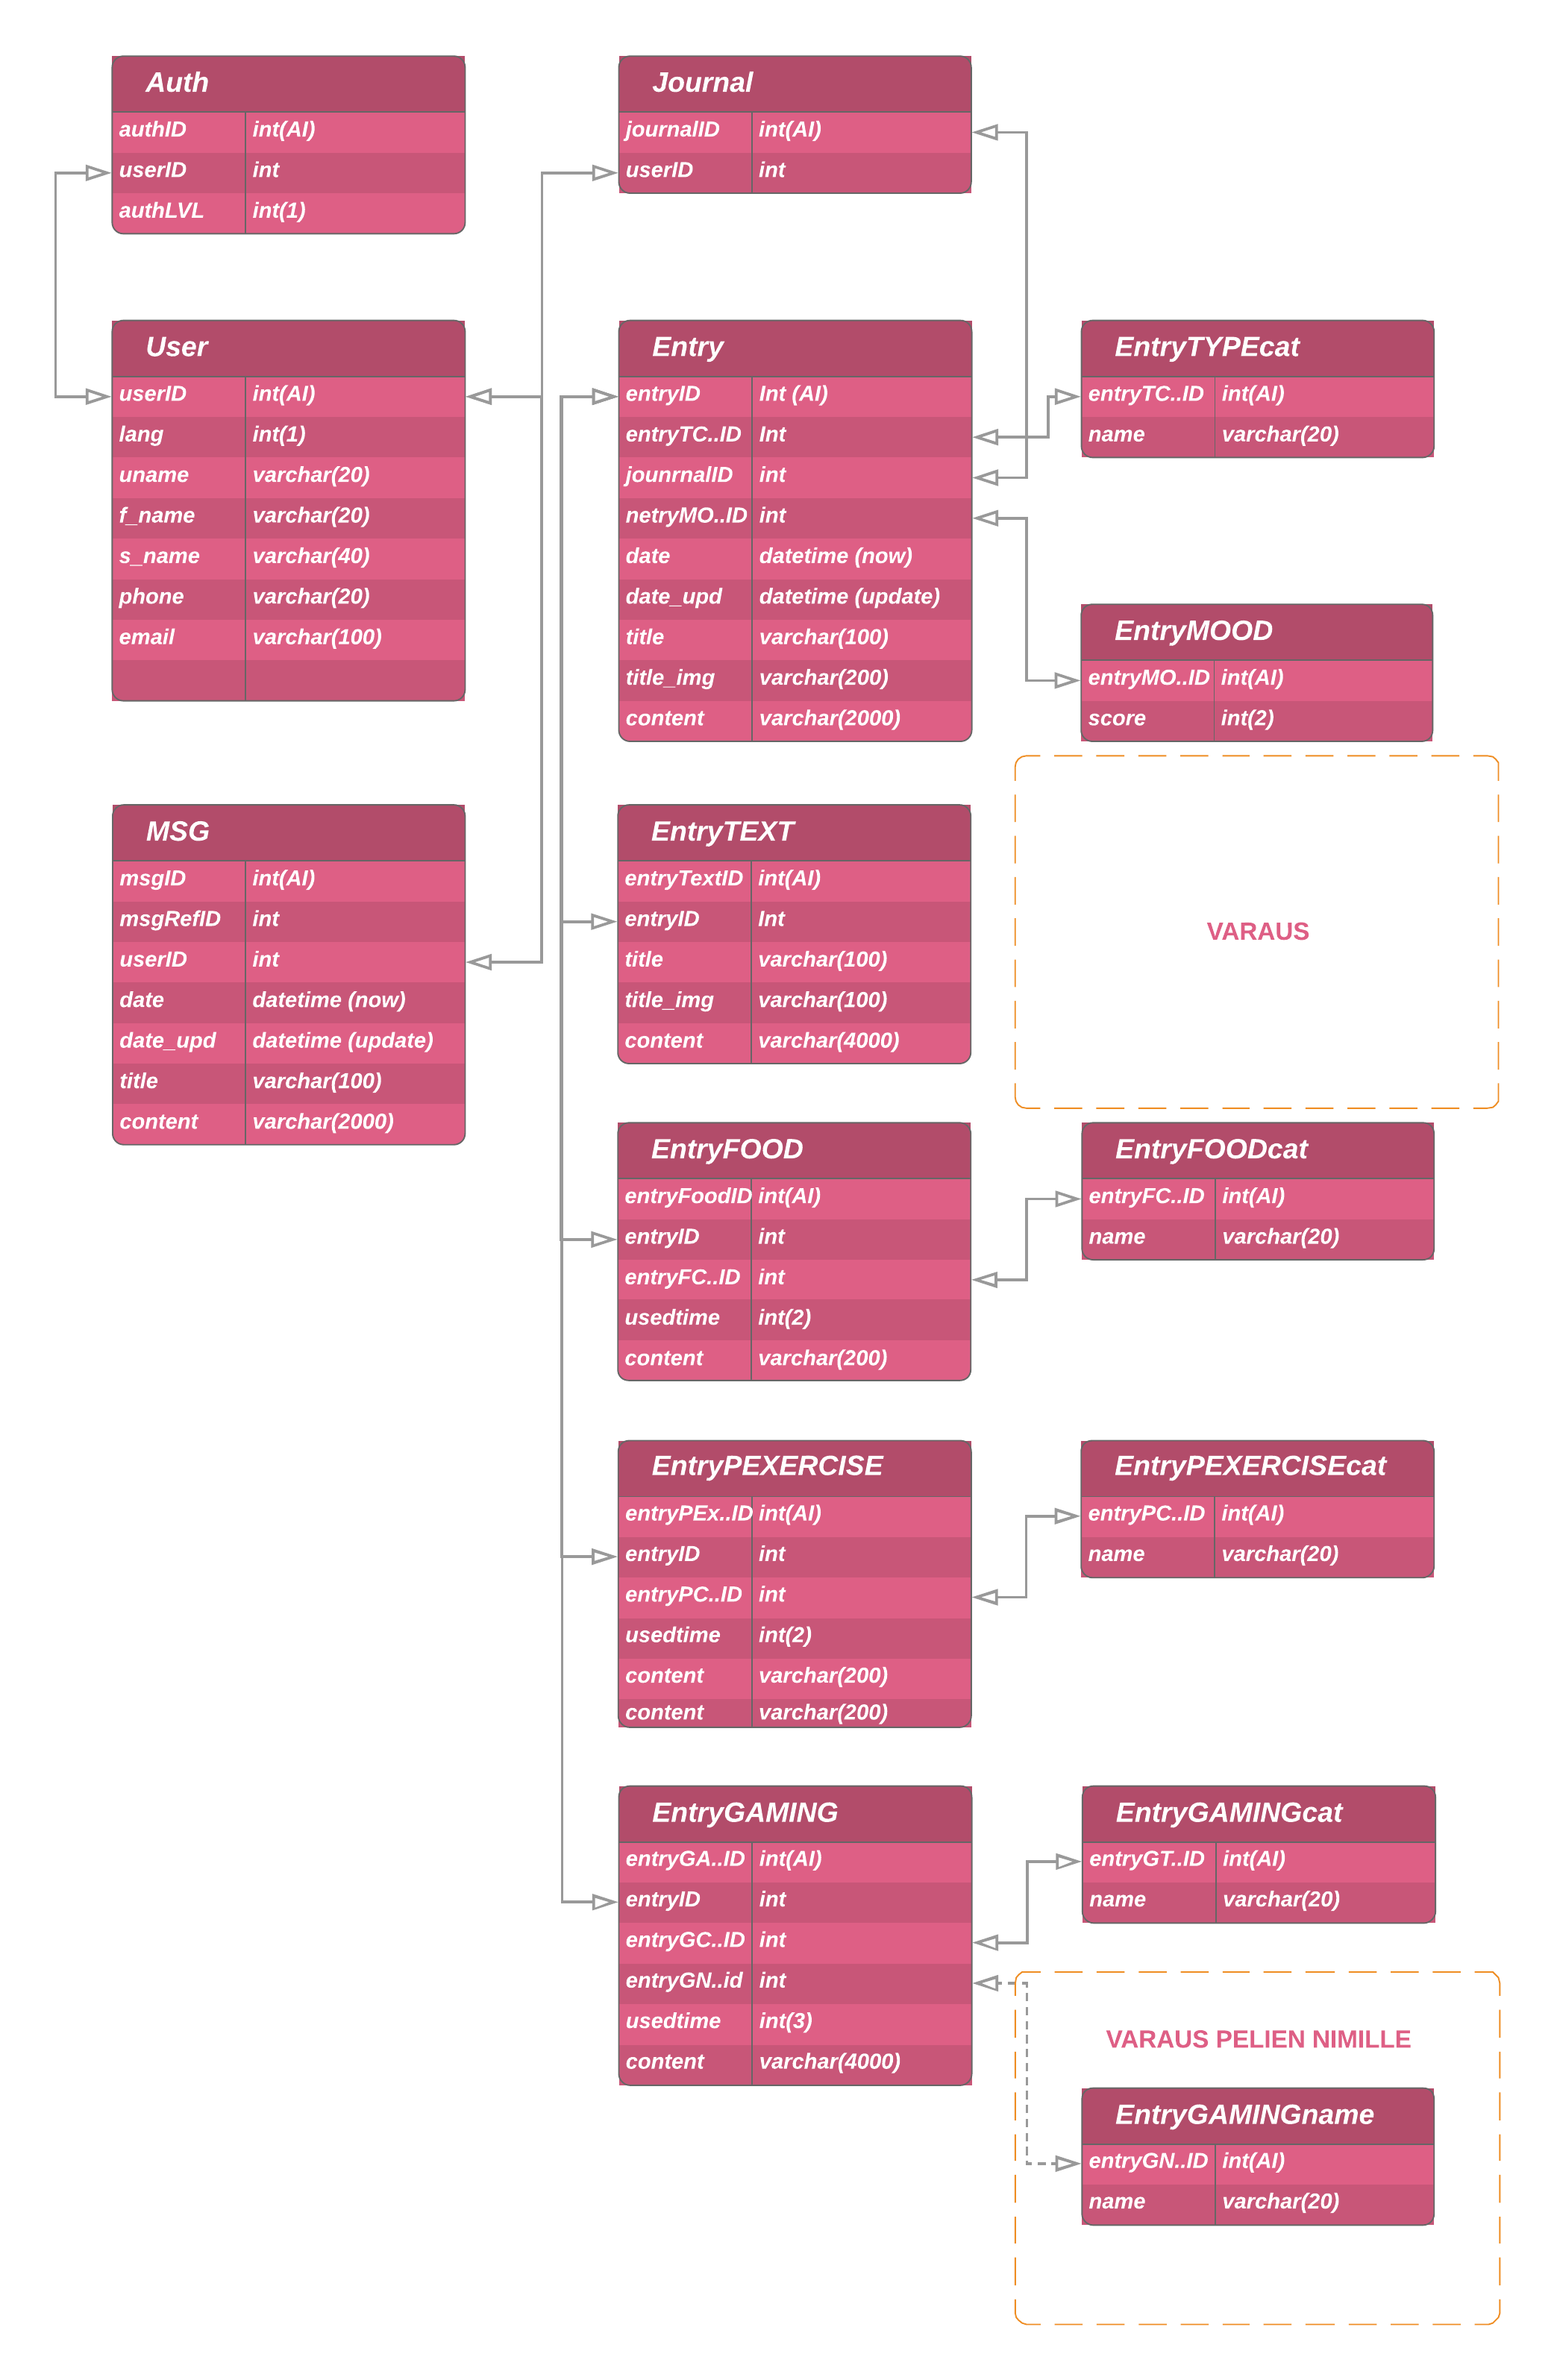 Auth
authID int(AI)
userID int
authLVL int(1)
Journal
journalID int(AI)
userID int
User
userID int(AI)
lang int(1)
uname varchar(20)
f_name varchar(20)
s_name varchar(40)
phone varchar(20)
email varchar(100)
Entry
entryID Int (AI)
entryTC..ID Int
jounrnalID int
netryMO..ID int
date datetime (now)
date_upd datetime (update)
title varchar(100)
title_img varchar(200)
content varchar(2000)
EntryTYPEcat
entryTC..ID int(AI)
name varchar(20)
EntryMOOD
entryMO..ID int(AI)
score int(2)
MSG
msgID int(AI)
msgRefID int
userID int
date datetime (now)
date_upd datetime (update)
title varchar(100)
content varchar(2000)
EntryTEXT
entryTextID int(AI)
entryID Int
title varchar(100)
title_img varchar(100)
content varchar(4000)
VARAUS
EntryFOOD
entryFoodID int(AI)
entryID int
entryFC..ID int
usedtime int(2)
content varchar(200)
EntryFOODcat
entryFC..ID int(AI)
name varchar(20)
EntryPEXERCISE
entryPEx..ID int(AI)
entryID int
entryPC..ID int
usedtime int(2)
content varchar(200)
content varchar(200)
EntryPEXERCISEcat
entryPC..ID int(AI)
name varchar(20)
EntryGAMING
entryGA..ID int(AI)
entryID int
entryGC..ID int
entryGN..id int
usedtime int(3)
content varchar(4000)
EntryGAMINGcat
entryGT..ID int(AI)
name varchar(20)
VARAUS PELIEN NIMILLE
EntryGAMINGname
entryGN..ID int(AI)
name varchar(20)